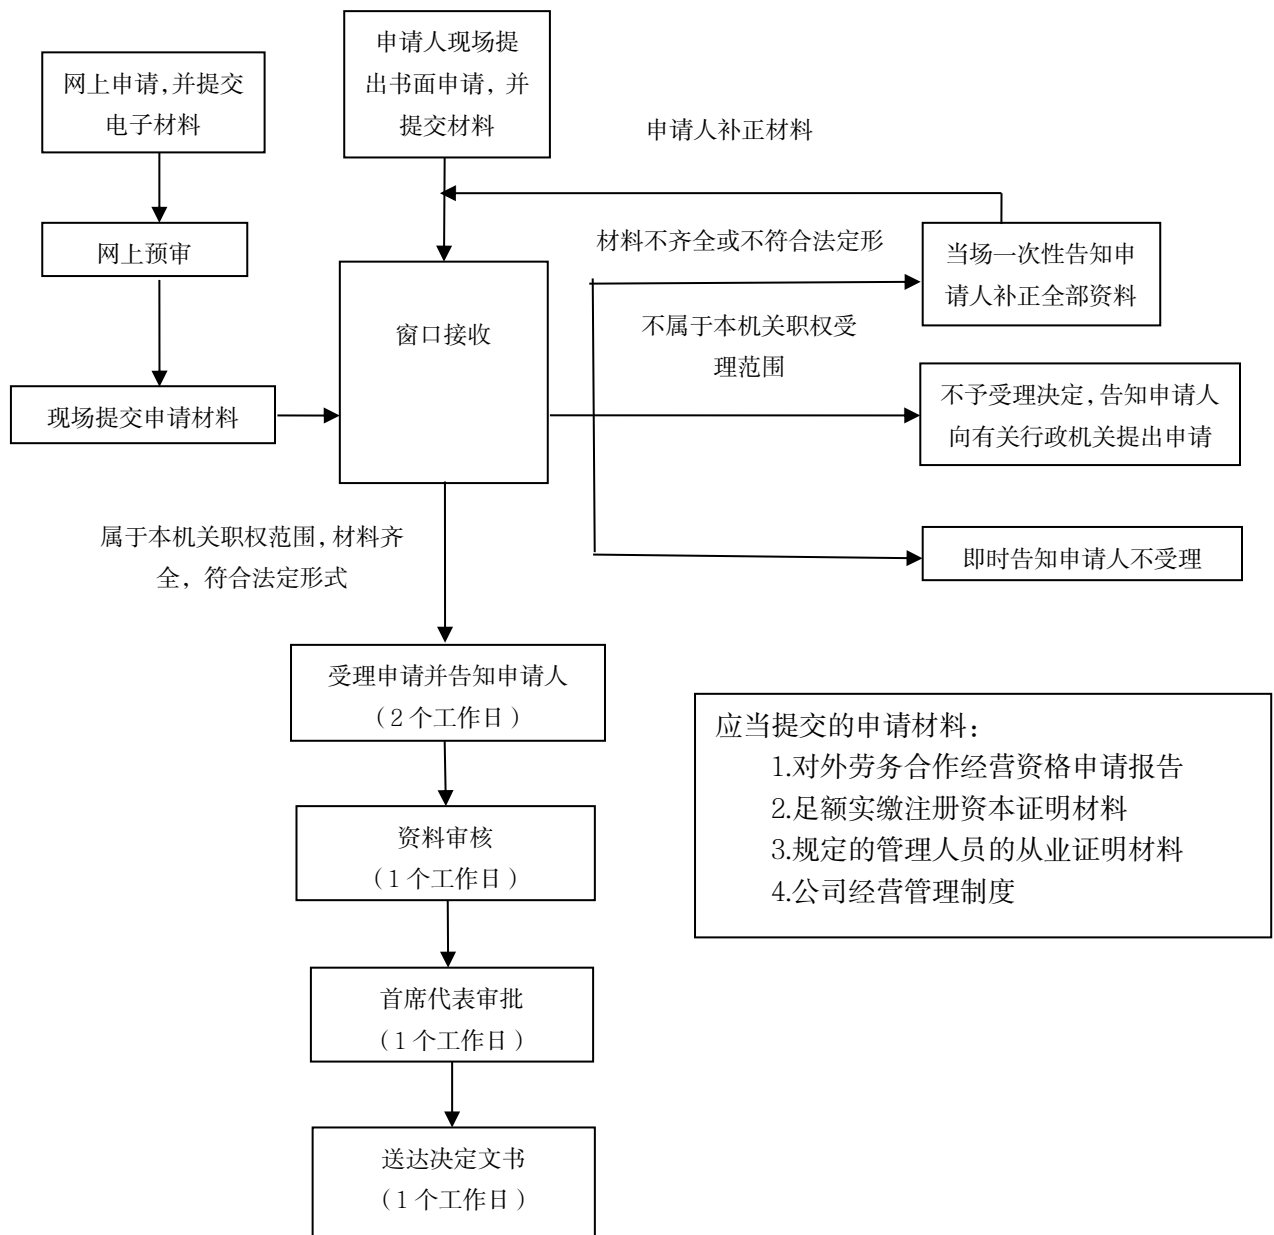 网上申请,并提交
电子材料
申请人现场提
出书面申请, 并
提交材料
申请人补正材料
网上预审
材料不齐全或不符合法定形
当场一次性告知申
请人补正全部资料
窗口接收
不属于本机关职权受
理范围
现场提交申请材料
不予受理决定, 告知申请人
向有关行政机关提出申请
属于本机关职权范围, 材料齐
全, 符合法定形式
即时告知申请人不受理
受理申请并告知申请人
(2 个工作日)
资料审核
(1 个工作日)
首席代表审批
(1 个工作日)
送达决定文书
(1 个工作日)
应当提交的申请材料:
1.对外劳务合作经营资格申请报告
2.足额实缴注册资本证明材料
3.规定的管理人员的从业证明材料
4.公司经营管理制度